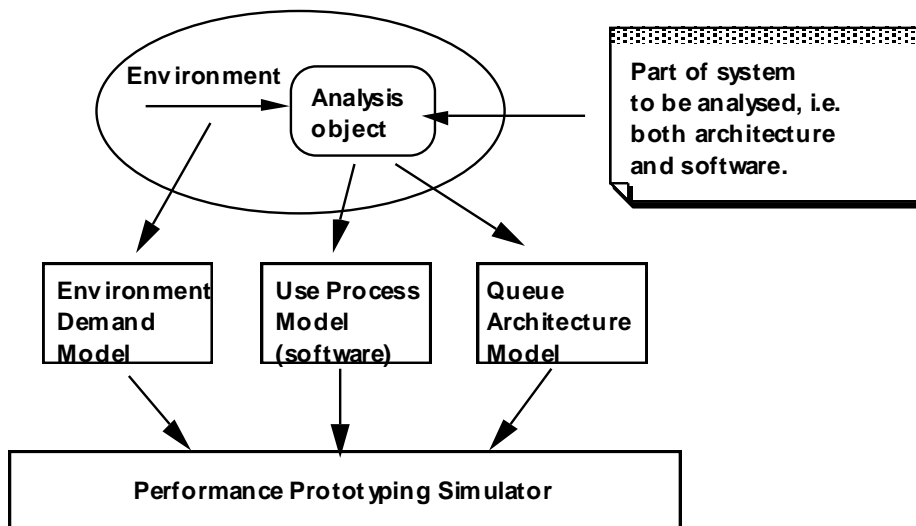 Environment
Analysis
object
Part of system
to be analysed, i.e.
both architecture
and software.
Environment
Demand
Model
Use Process
Model
(software)
Queue
Architecture
Model
Performance Prototyping Simulator